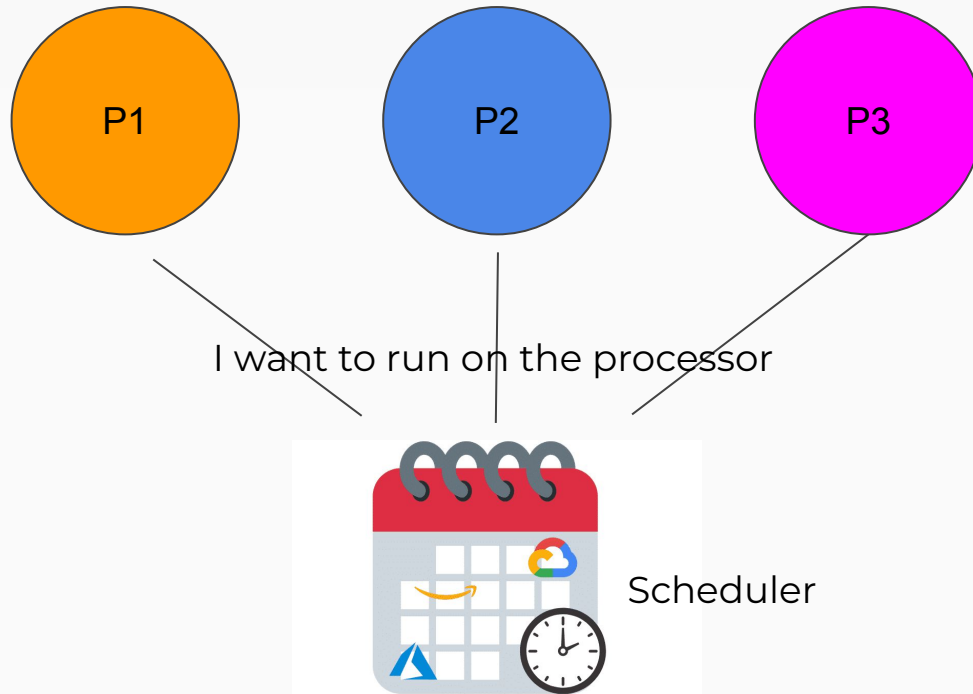 P1
P2
P3
I want to run on the processor
Scheduler